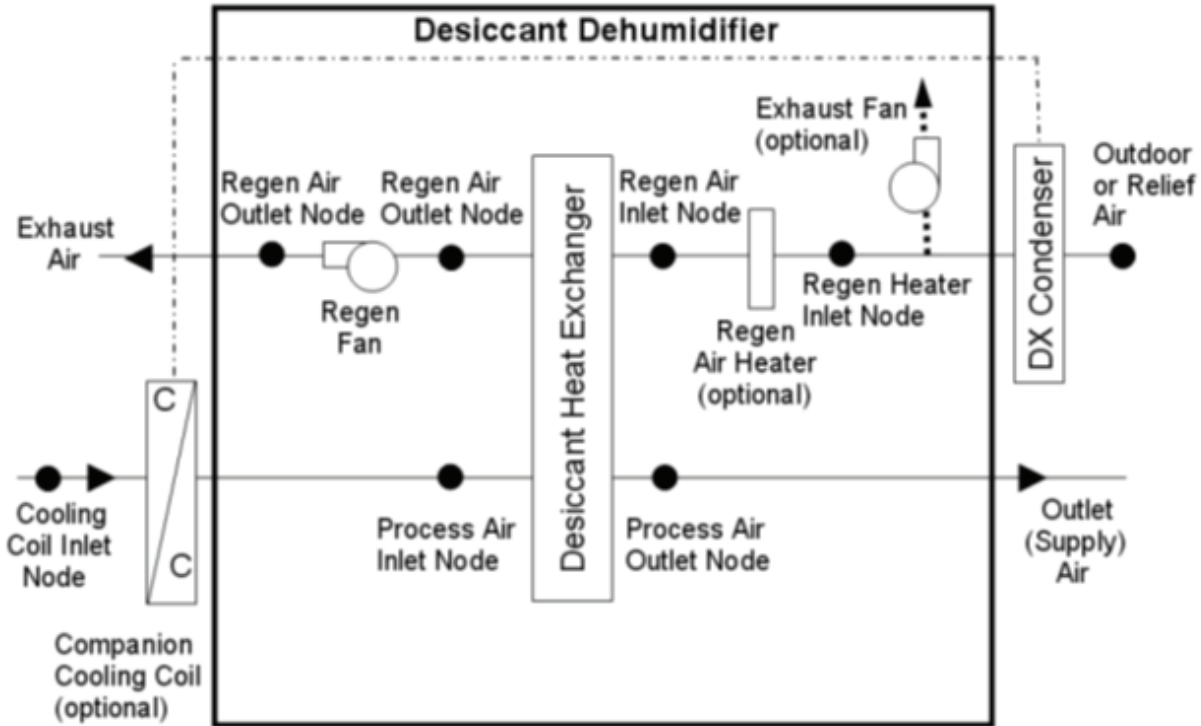 Desiccant Dehumidifier
Exhaust Fan
(optional)
Outdoor
or Relief
Air
Regen Air
Outlet Node
Regen Air
Outlet Node
Regen Air
Inlet Node
Exhaust
Air
Regen
Fan
Desiccant Heat Exchanger
Regen
Air Heater
(optional)
Regen Heater
Inlet Node
DX Condenser
C
C
Cooling
Coil Inlet
Node
Process Air
Inlet Node
Process Air
Outlet Node
Outlet
(Supply)
Air
Companion
Cooling Coil
(optional)